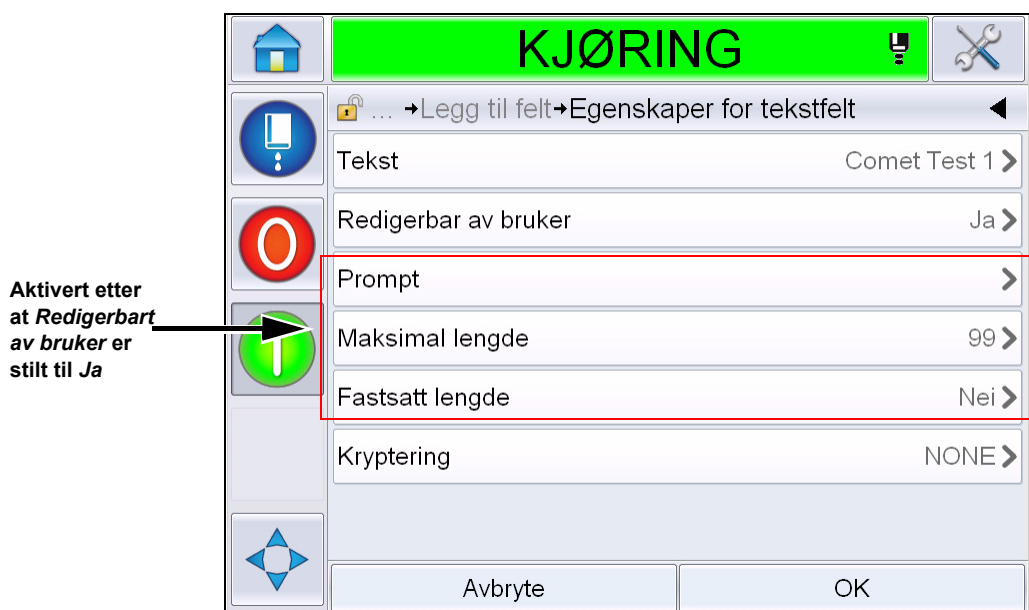 KJØRING
... →Legg til felt→Egenskaper for tekstfelt
Tekst Comet Test 1
Redigerbar av bruker Ja
Prompt
Maksimal lengde 99
Fastsatt lengde Nei
Kryptering NONE
Avbryte OK
Aktivert etter
at Redigerbart
av bruker er
stilt til Ja